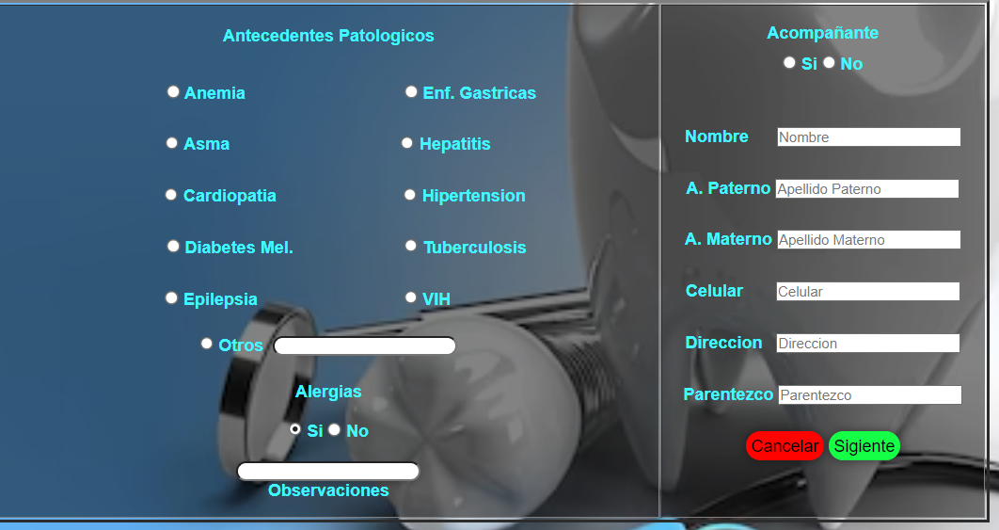 Antecedentes Patologicos
Anemia
Enf. Gastricas
Asma
Hepatitis
Cardiopatia
Hipertension
Diabetes Mel.
Tuberculosis
Epilepsia
VIH
Otros
Alergias
Si No
Observaciones
Acompañante
Si No
Nombre Nombre
A. Paterno Apellido Paterno
A. Materno Apellido Materno
Celular Celular
Direccion Direccion
Parentezco Parentezco
Cancelar Sigiente